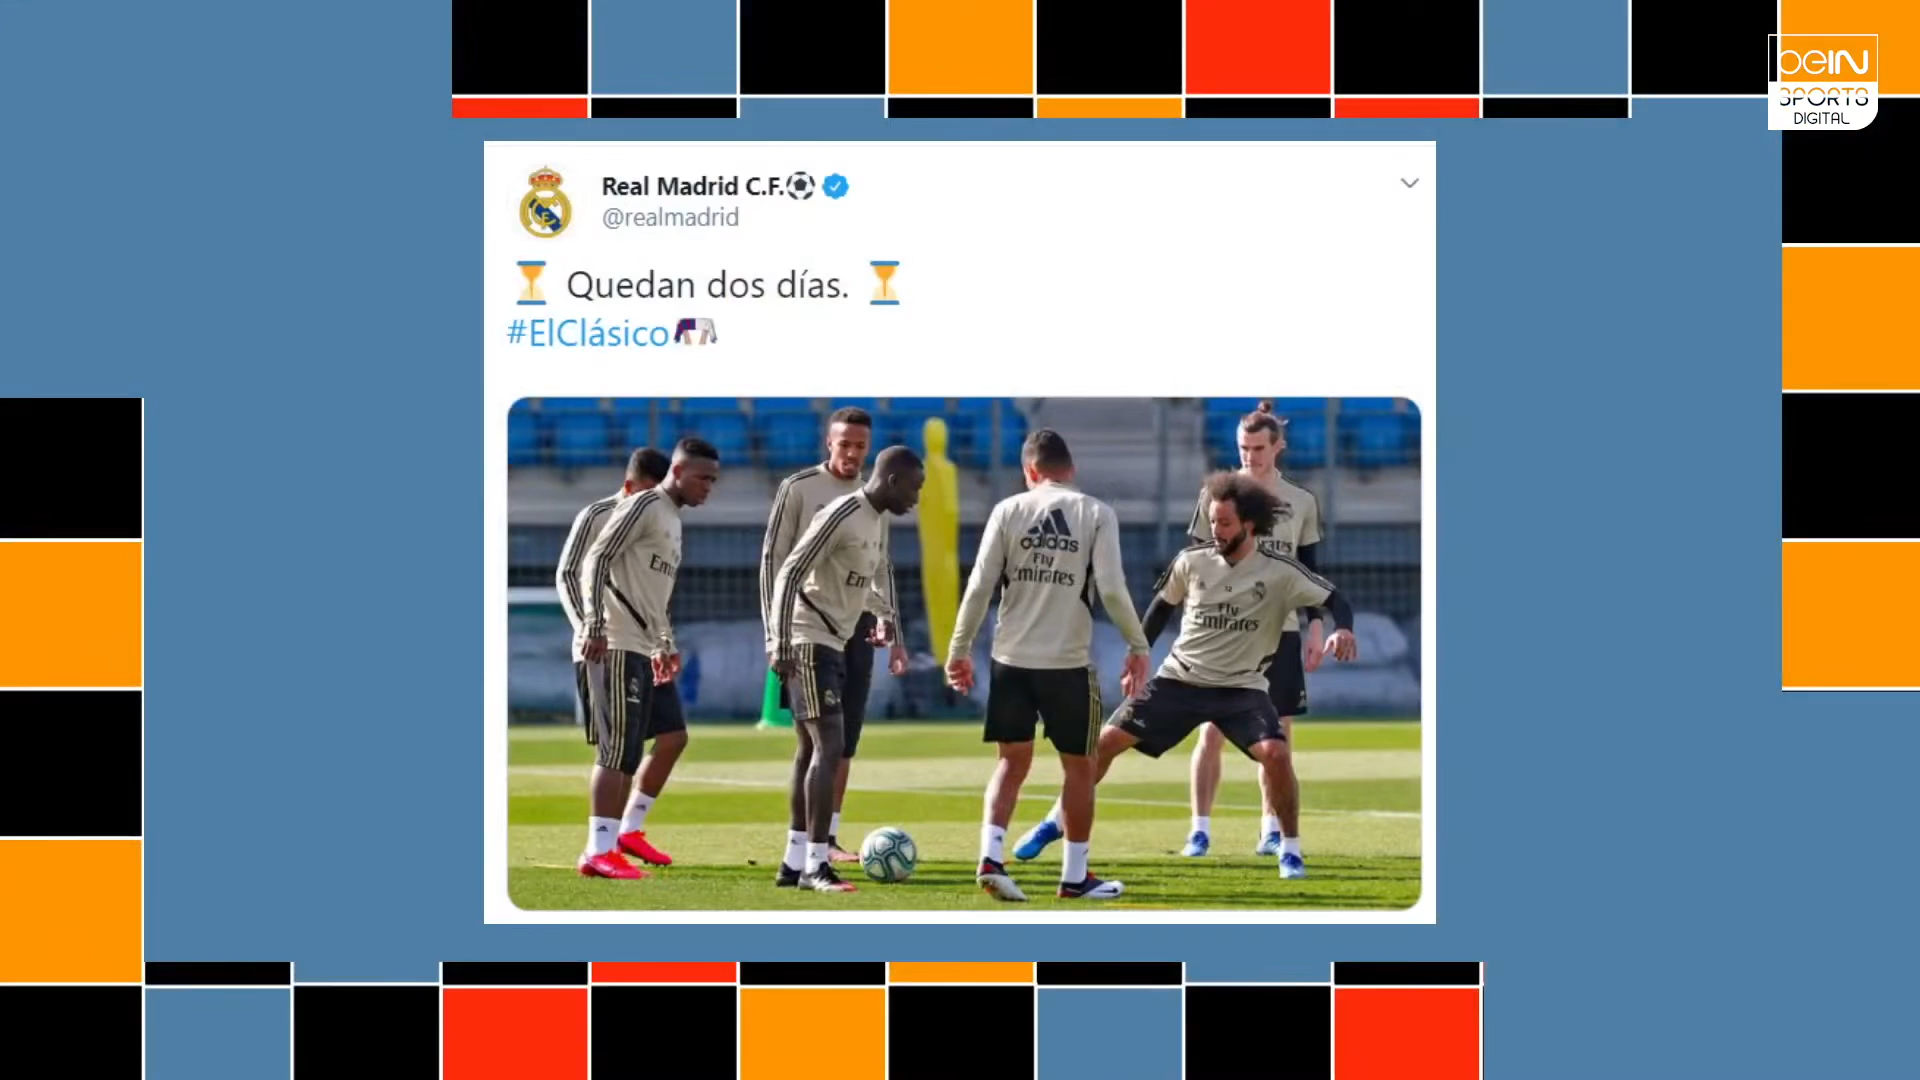 beIN
SPORTS
DIGITAL
Real Madrid C.F.
@realmadrid
Quedan dos días.
#ElClásico
adidas
Fly
Emirates
Fly
Emirates